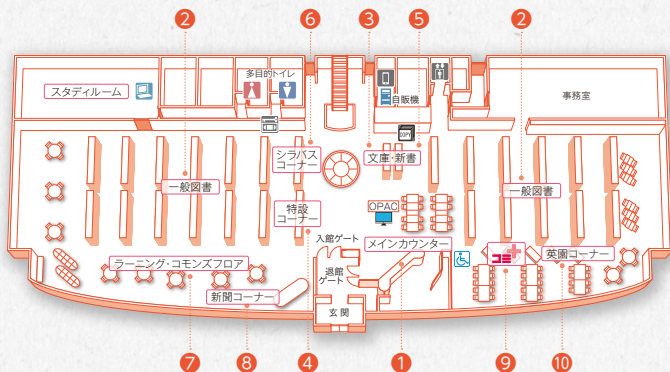 2
6
3
5
2
多目的トイレ
スタディルーム
自販機
事務室
COPY
シラバス
コーナー
文庫・新書
一般図書
一般図書
特設
コーナー
OPAC
入館ゲート
メインカウンター
退館
ゲート
コミ+
英園コーナー
ラーニング・コモンズフロア
新聞コーナー
玄関
7
8
4
1
9
10